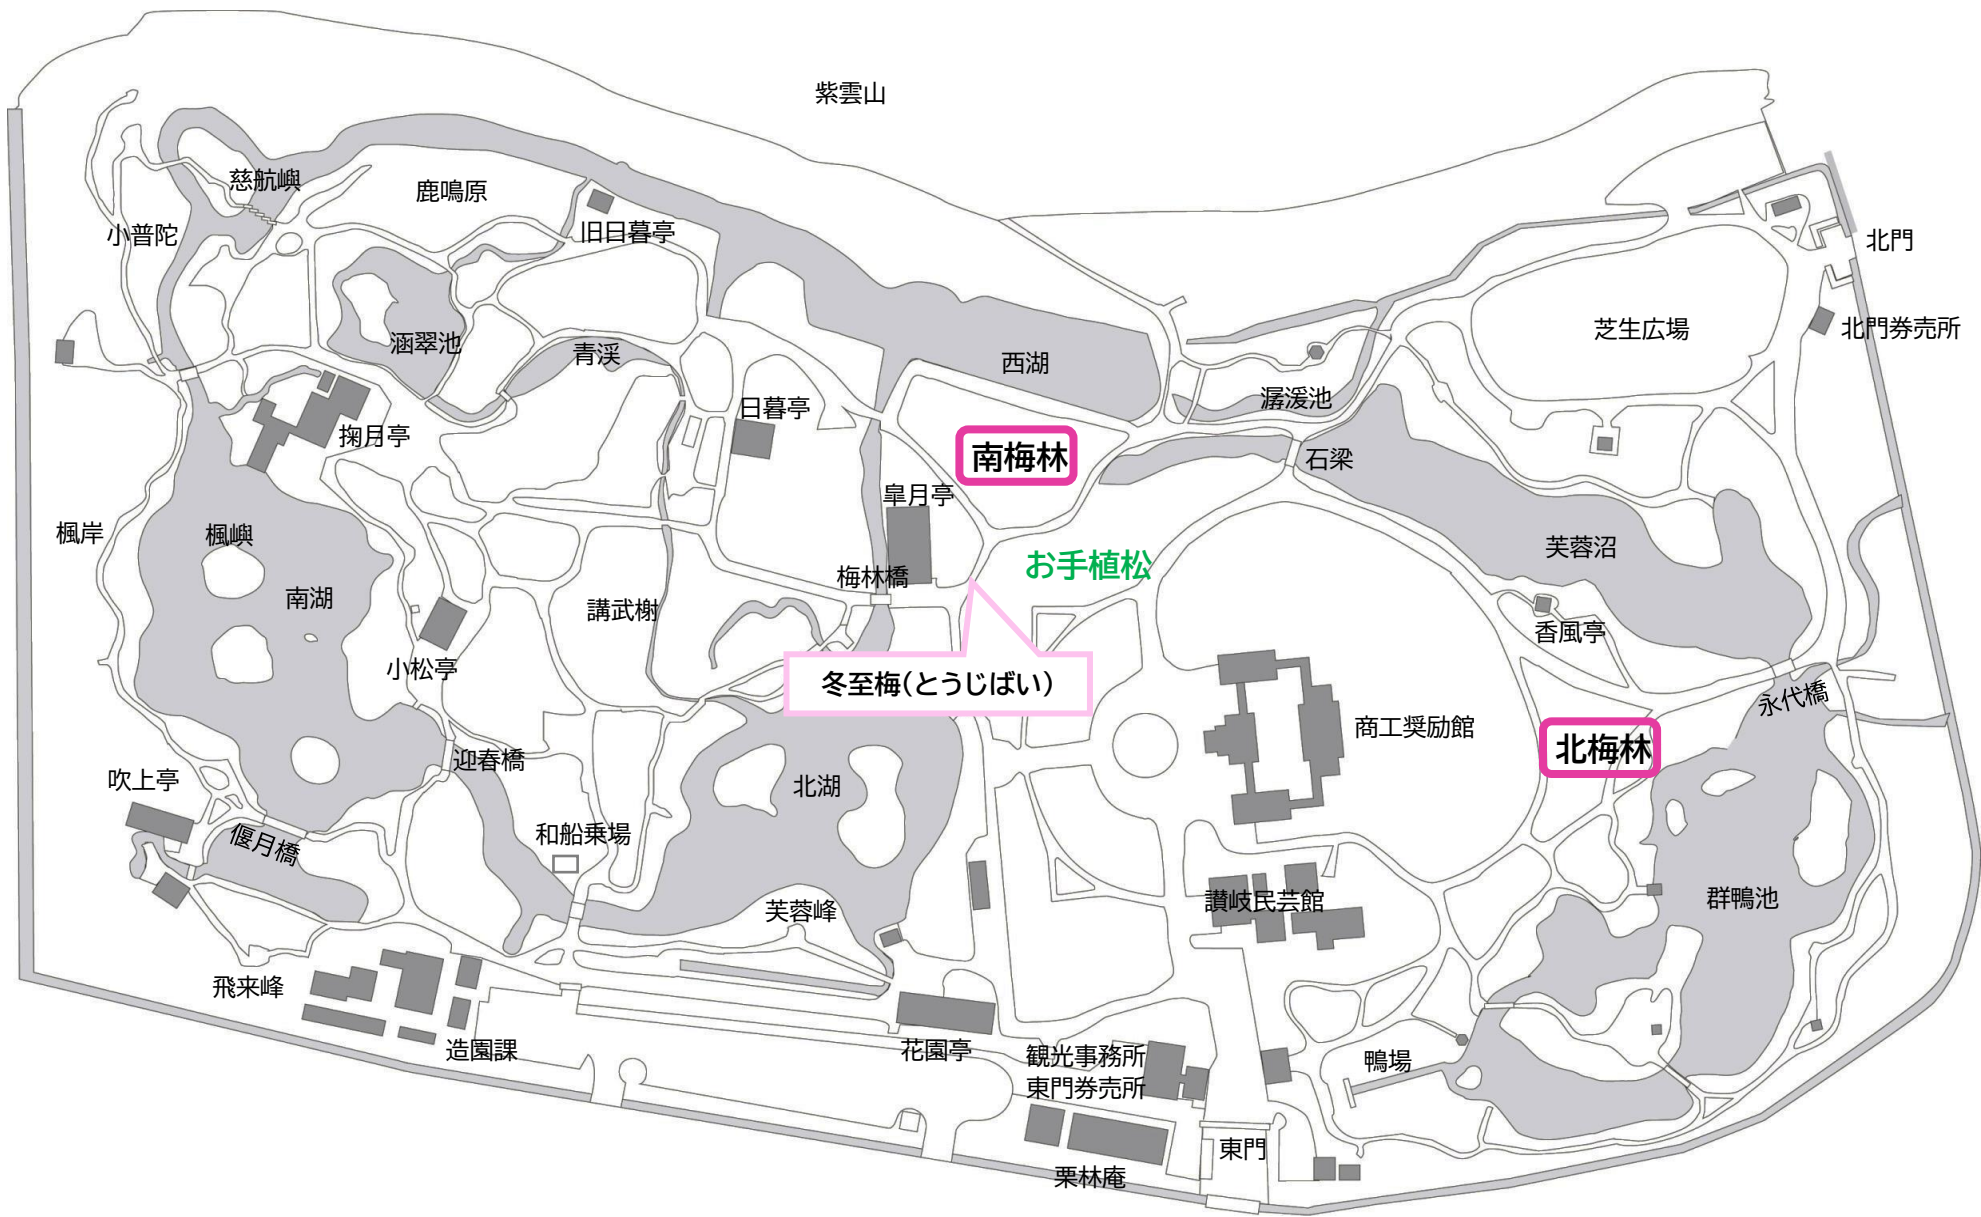 紫雲山
慈航嶼
鹿鳴原
小普陀
旧日暮亭
北門
涵翠池
青渓
西湖
芝生広場
北門券売所
潺湲池
日暮亭
掬月亭
南梅林
石梁
皐月亭
楓岸
楓嶼
芙蓉沼
お手植松
梅林橋
南湖
講武榭
香風亭
小松亭
冬至梅(とうじばい)
永代橋
商工奨励館
北梅林
迎春橋
吹上亭
北湖
和船乗場
偃月橋
讃岐民芸館
群鴨池
芙蓉峰
飛来峰
造園課
花園亭
観光事務所
東門券売所
鴨場
東門
栗林庵